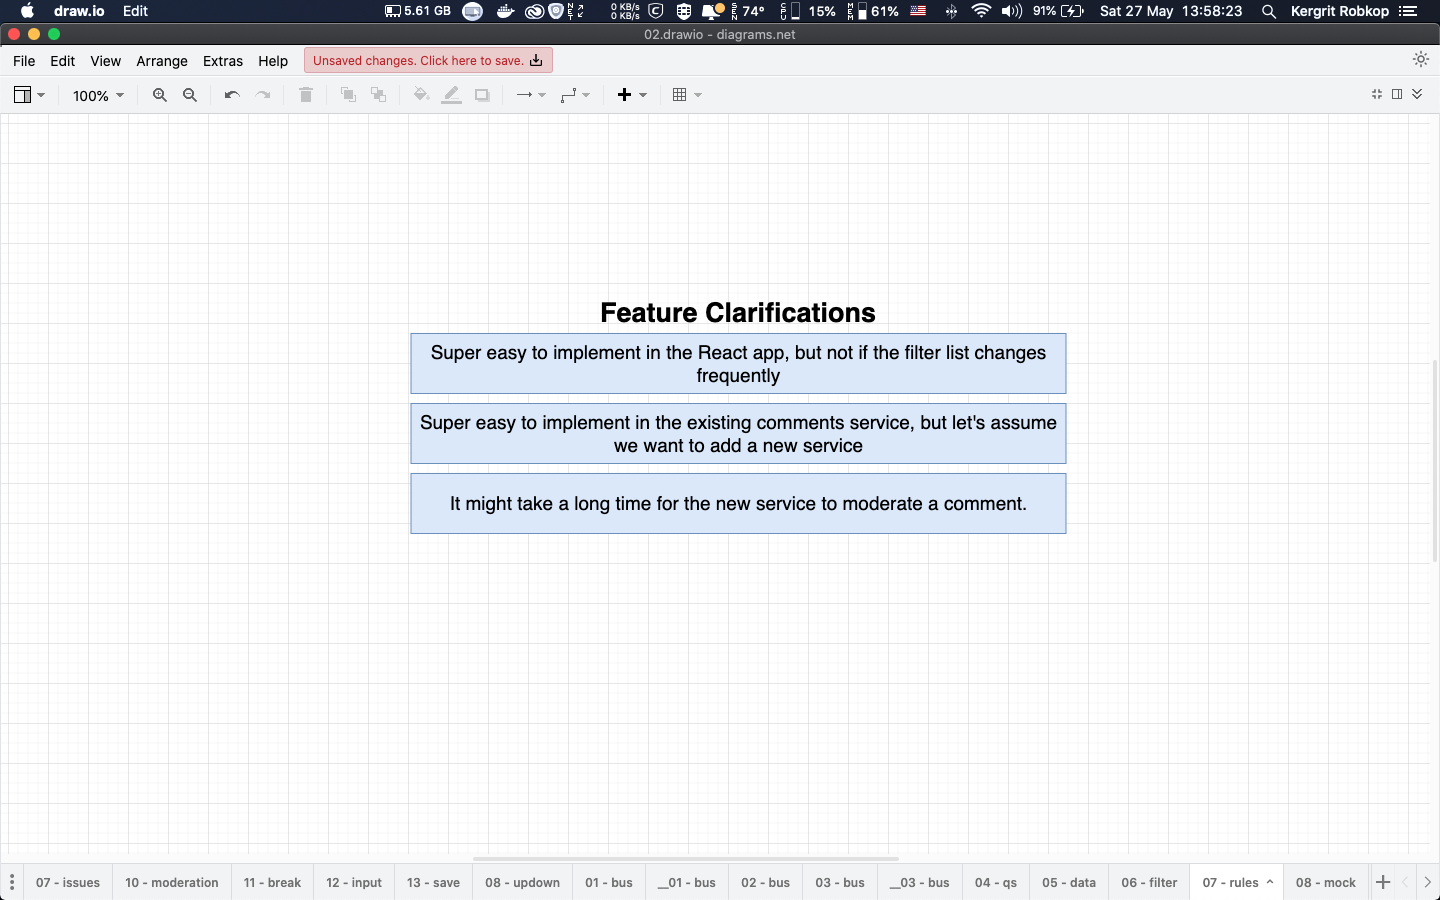 draw.io Edit 5.61 GB 0 KB/s 0 KB/s SEN 74° CPU 15% MEM 61% 91% Sat 27 May 13:58:23 Kergrit Robkop
02.drawio - diagrams.net
File Edit View Arrange Extras Help Unsaved changes. Click here to save.
100%
Feature Clarifications
Super easy to implement in the React app, but not if the filter list changes
frequently
Super easy to implement in the existing comments service, but let's assume
we want to add a new service
It might take a long time for the new service to moderate a comment.
07 - issues 10 - moderation 11 - break 12 - input 13 - save 08 - updown 01 - bus __01 - bus 02 - bus 03 - bus __03 - bus 04 - qs 05 - data 06 - filter 07 - rules 08 - mock